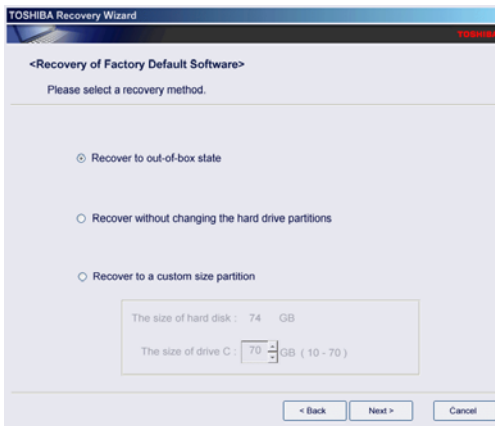 TOSHIBA Recovery Wizard
TOSHIBA
<Recovery of Factory Default Software>
Please select a recovery method.
Recover to out-of-box state
Recover without changing the hard drive partitions
Recover to a custom size partition
The size of hard disk : 74 GB
The size of drive C : 70 GB ( 10 - 70 )
< Back Next > Cancel